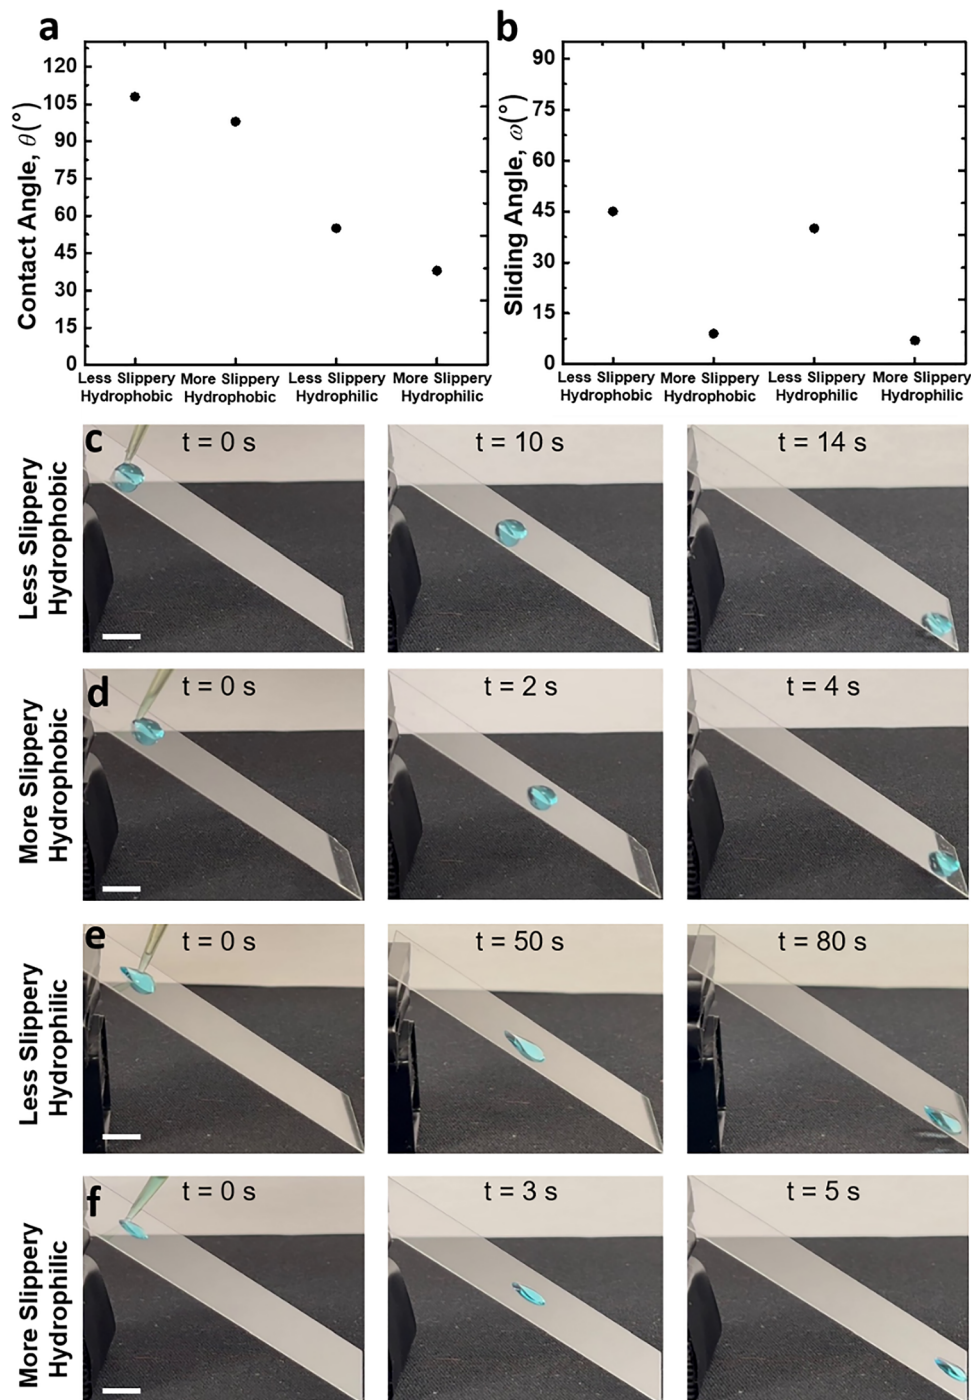 a
b
Contact Angle, θ(°)
120
105
90
75
60
45
30
15
0
Less Slippery
Hydrophobic
More Slippery
Hydrophobic
Less Slippery
Hydrophilic
More Slippery
Hydrophilic
Sliding Angle, ω(°)
90
75
60
45
30
15
0
Less Slippery
Hydrophobic
More Slippery
Hydrophobic
Less Slippery
Hydrophilic
More Slippery
Hydrophilic
Less Slippery
Hydrophobic
c
t = 0 s
t = 10 s
t = 14 s
More Slippery
Hydrophobic
d
t = 0 s
t = 2 s
t = 4 s
Less Slippery
Hydrophilic
e
t = 0 s
t = 50 s
t = 80 s
More Slippery
Hydrophilic
f
t = 0 s
t = 3 s
t = 5 s